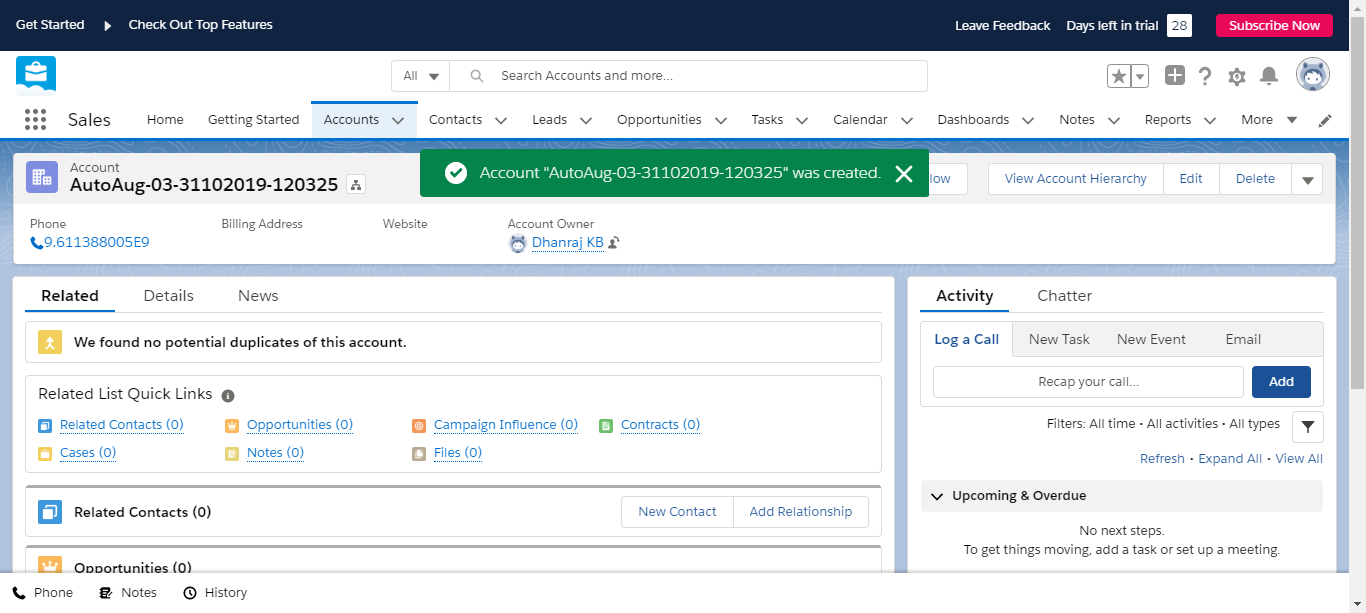 Get Started Check Out Top Features Leave Feedback Days left in trial 28 Subscribe Now
All Search Accounts and more...
Sales Home Getting Started Accounts Contacts Leads Opportunities Tasks Calendar Dashboards Notes Reports More
Account
AutoAug-03-31102019-120325
Account "AutoAug-03-31102019-120325" was created.
View Account Hierarchy Edit Delete
Phone Billing Address Website Account Owner
9.611388005E9 Dhanraj KB
Related Details News
We found no potential duplicates of this account.
Related List Quick Links
Related Contacts (0) Opportunities (0) Campaign Influence (0) Contracts (0)
Cases (0) Notes (0) Files (0)
Related Contacts (0) New Contact Add Relationship
Opportunities (0)
Activity Chatter
Log a Call New Task New Event Email
Recap your call... Add
Filters: All time • All activities • All types
Refresh • Expand All • View All
Upcoming & Overdue
No next steps.
To get things moving, add a task or set up a meeting.
Phone Notes History